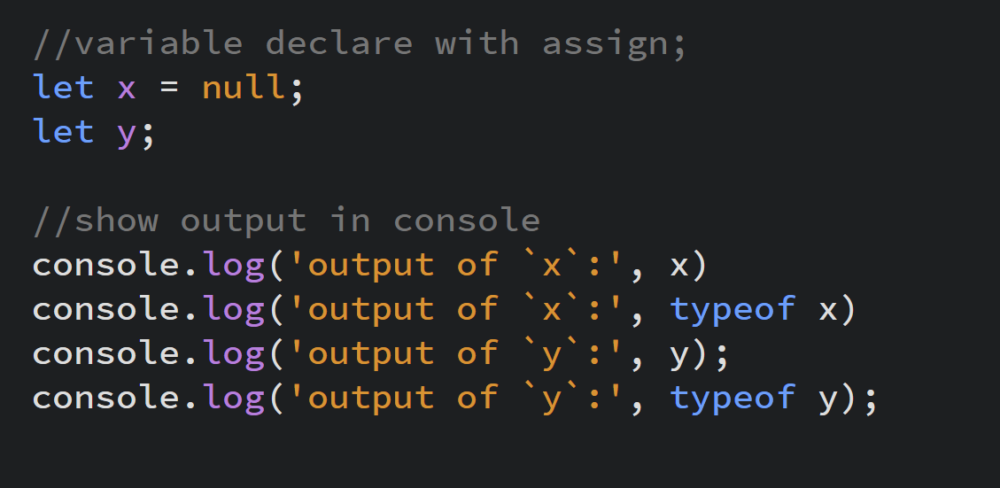 //variable declare with assign;
let x = null;
let y;
//show output in console
console.log('output of `x`:', x)
console.log('output of `x`:', typeof x)
console.log('output of `y`:', y);
console.log('output of `y`:', typeof y);